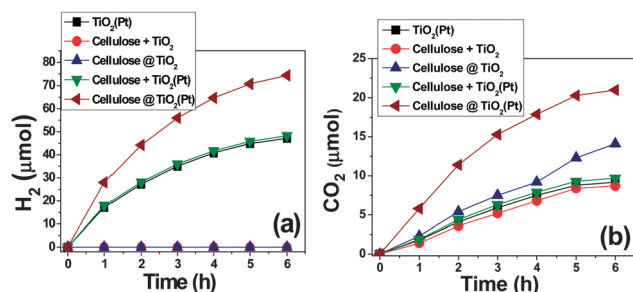 TiO2(Pt)
Cellulose + TiO2
Cellulose @ TiO2
Cellulose + TiO2(Pt)
Cellulose @ TiO2(Pt)
80
70
60
50
40
30
20
10
0
H2 (μmol)
0 1 2 3 4 5 6
Time (h)
(a)
TiO2(Pt)
Cellulose + TiO2
Cellulose @ TiO2
Cellulose + TiO2(Pt)
Cellulose @ TiO2(Pt)
25
20
15
10
5
0
CO2 (μmol)
0 1 2 3 4 5 6
Time (h)
(b)